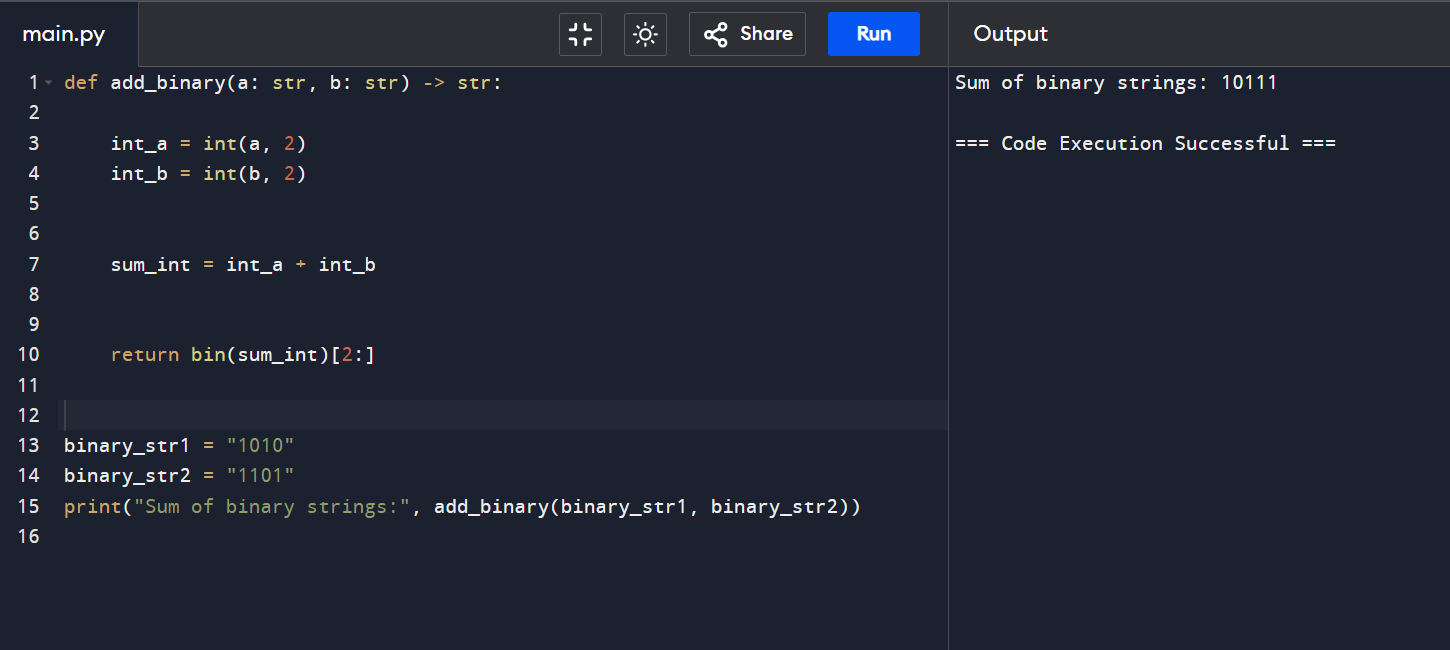 main.py
Share
Run
Output
1 def add_binary(a: str, b: str) -> str:
2
3     int_a = int(a, 2)
4     int_b = int(b, 2)
5
6
7     sum_int = int_a + int_b
8
9
10     return bin(sum_int)[2:]
11
12
13 binary_str1 = "1010"
14 binary_str2 = "1101"
15 print("Sum of binary strings:", add_binary(binary_str1, binary_str2))
16
Sum of binary strings: 10111
=== Code Execution Successful ===